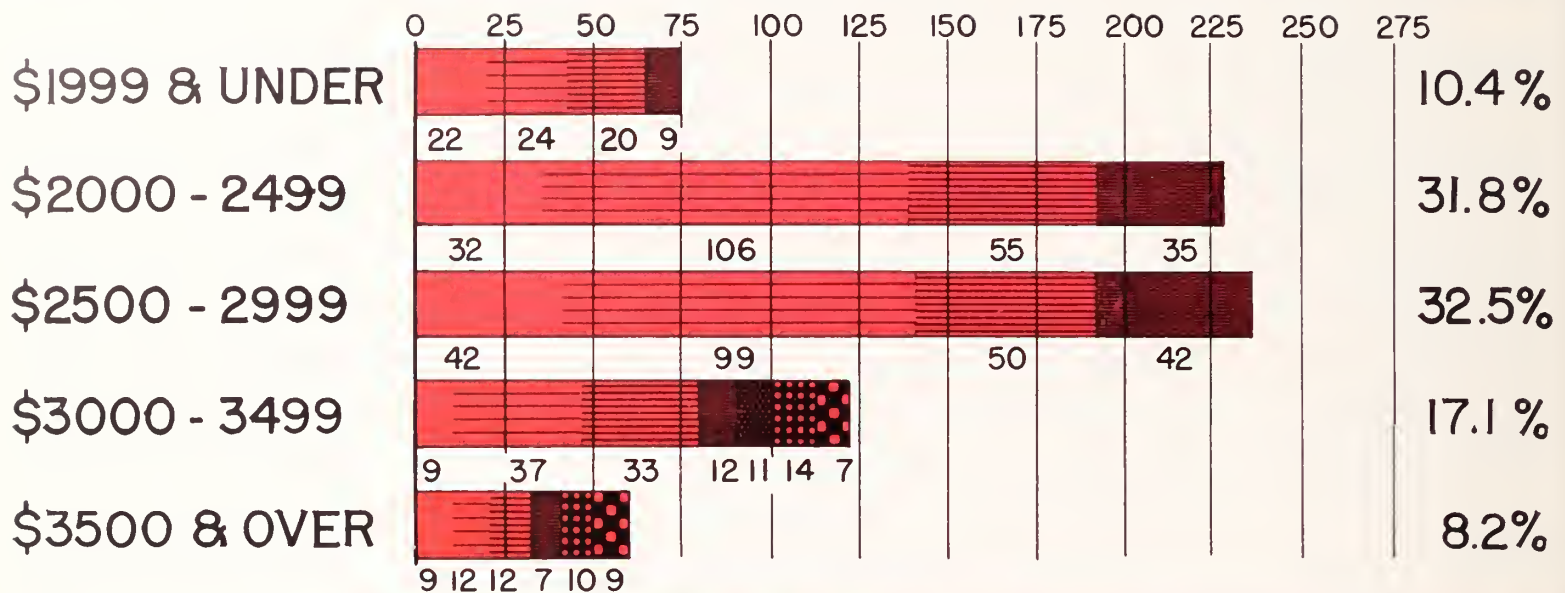 0 25 50 75 100 125 150 175 200 225 250 275
$1999 & UNDER 10.4%
22 24 20 9
$2000 - 2499 31.8%
32 106 55 35
$2500 - 2999 32.5%
42 99 50 42
$3000 - 3499 17.1%
9 37 33 12 11 14 7
$3500 & OVER 8.2%
9 12 12 7 10 9